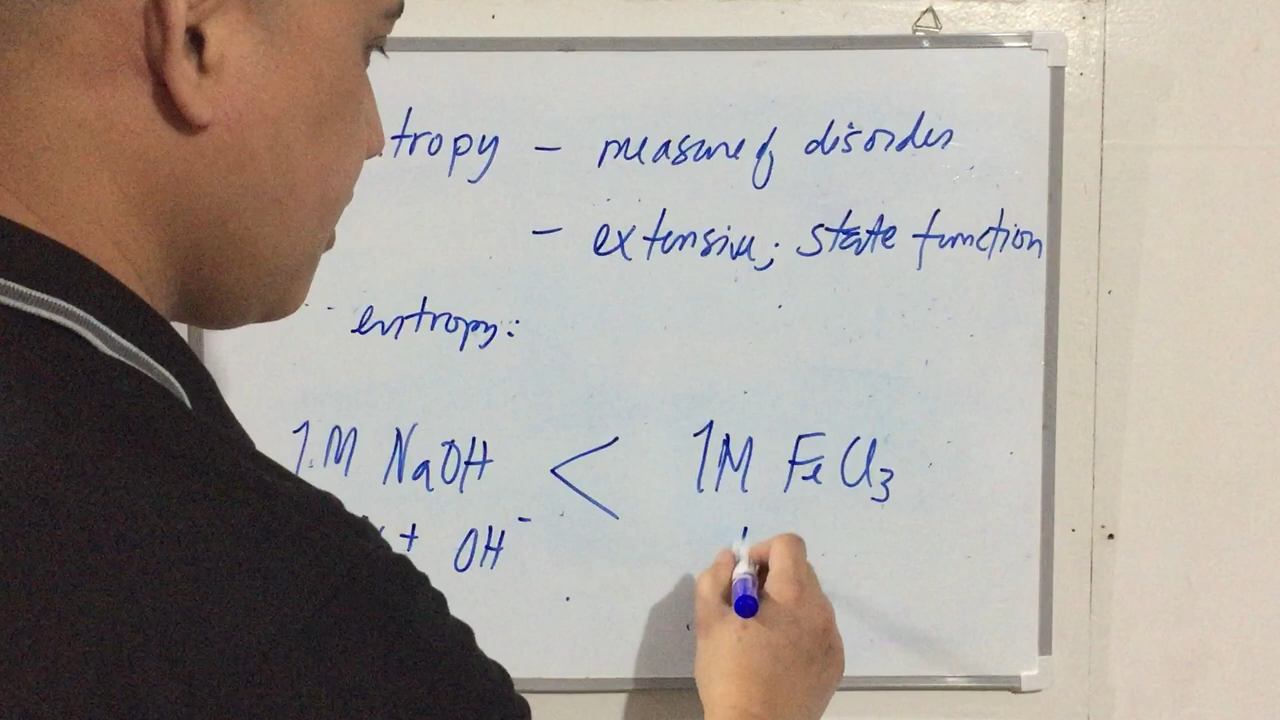 tropy - measure of disorder
- extensive; state function
entropy:
1M NaOH < 1M FeCl3
+ OH-